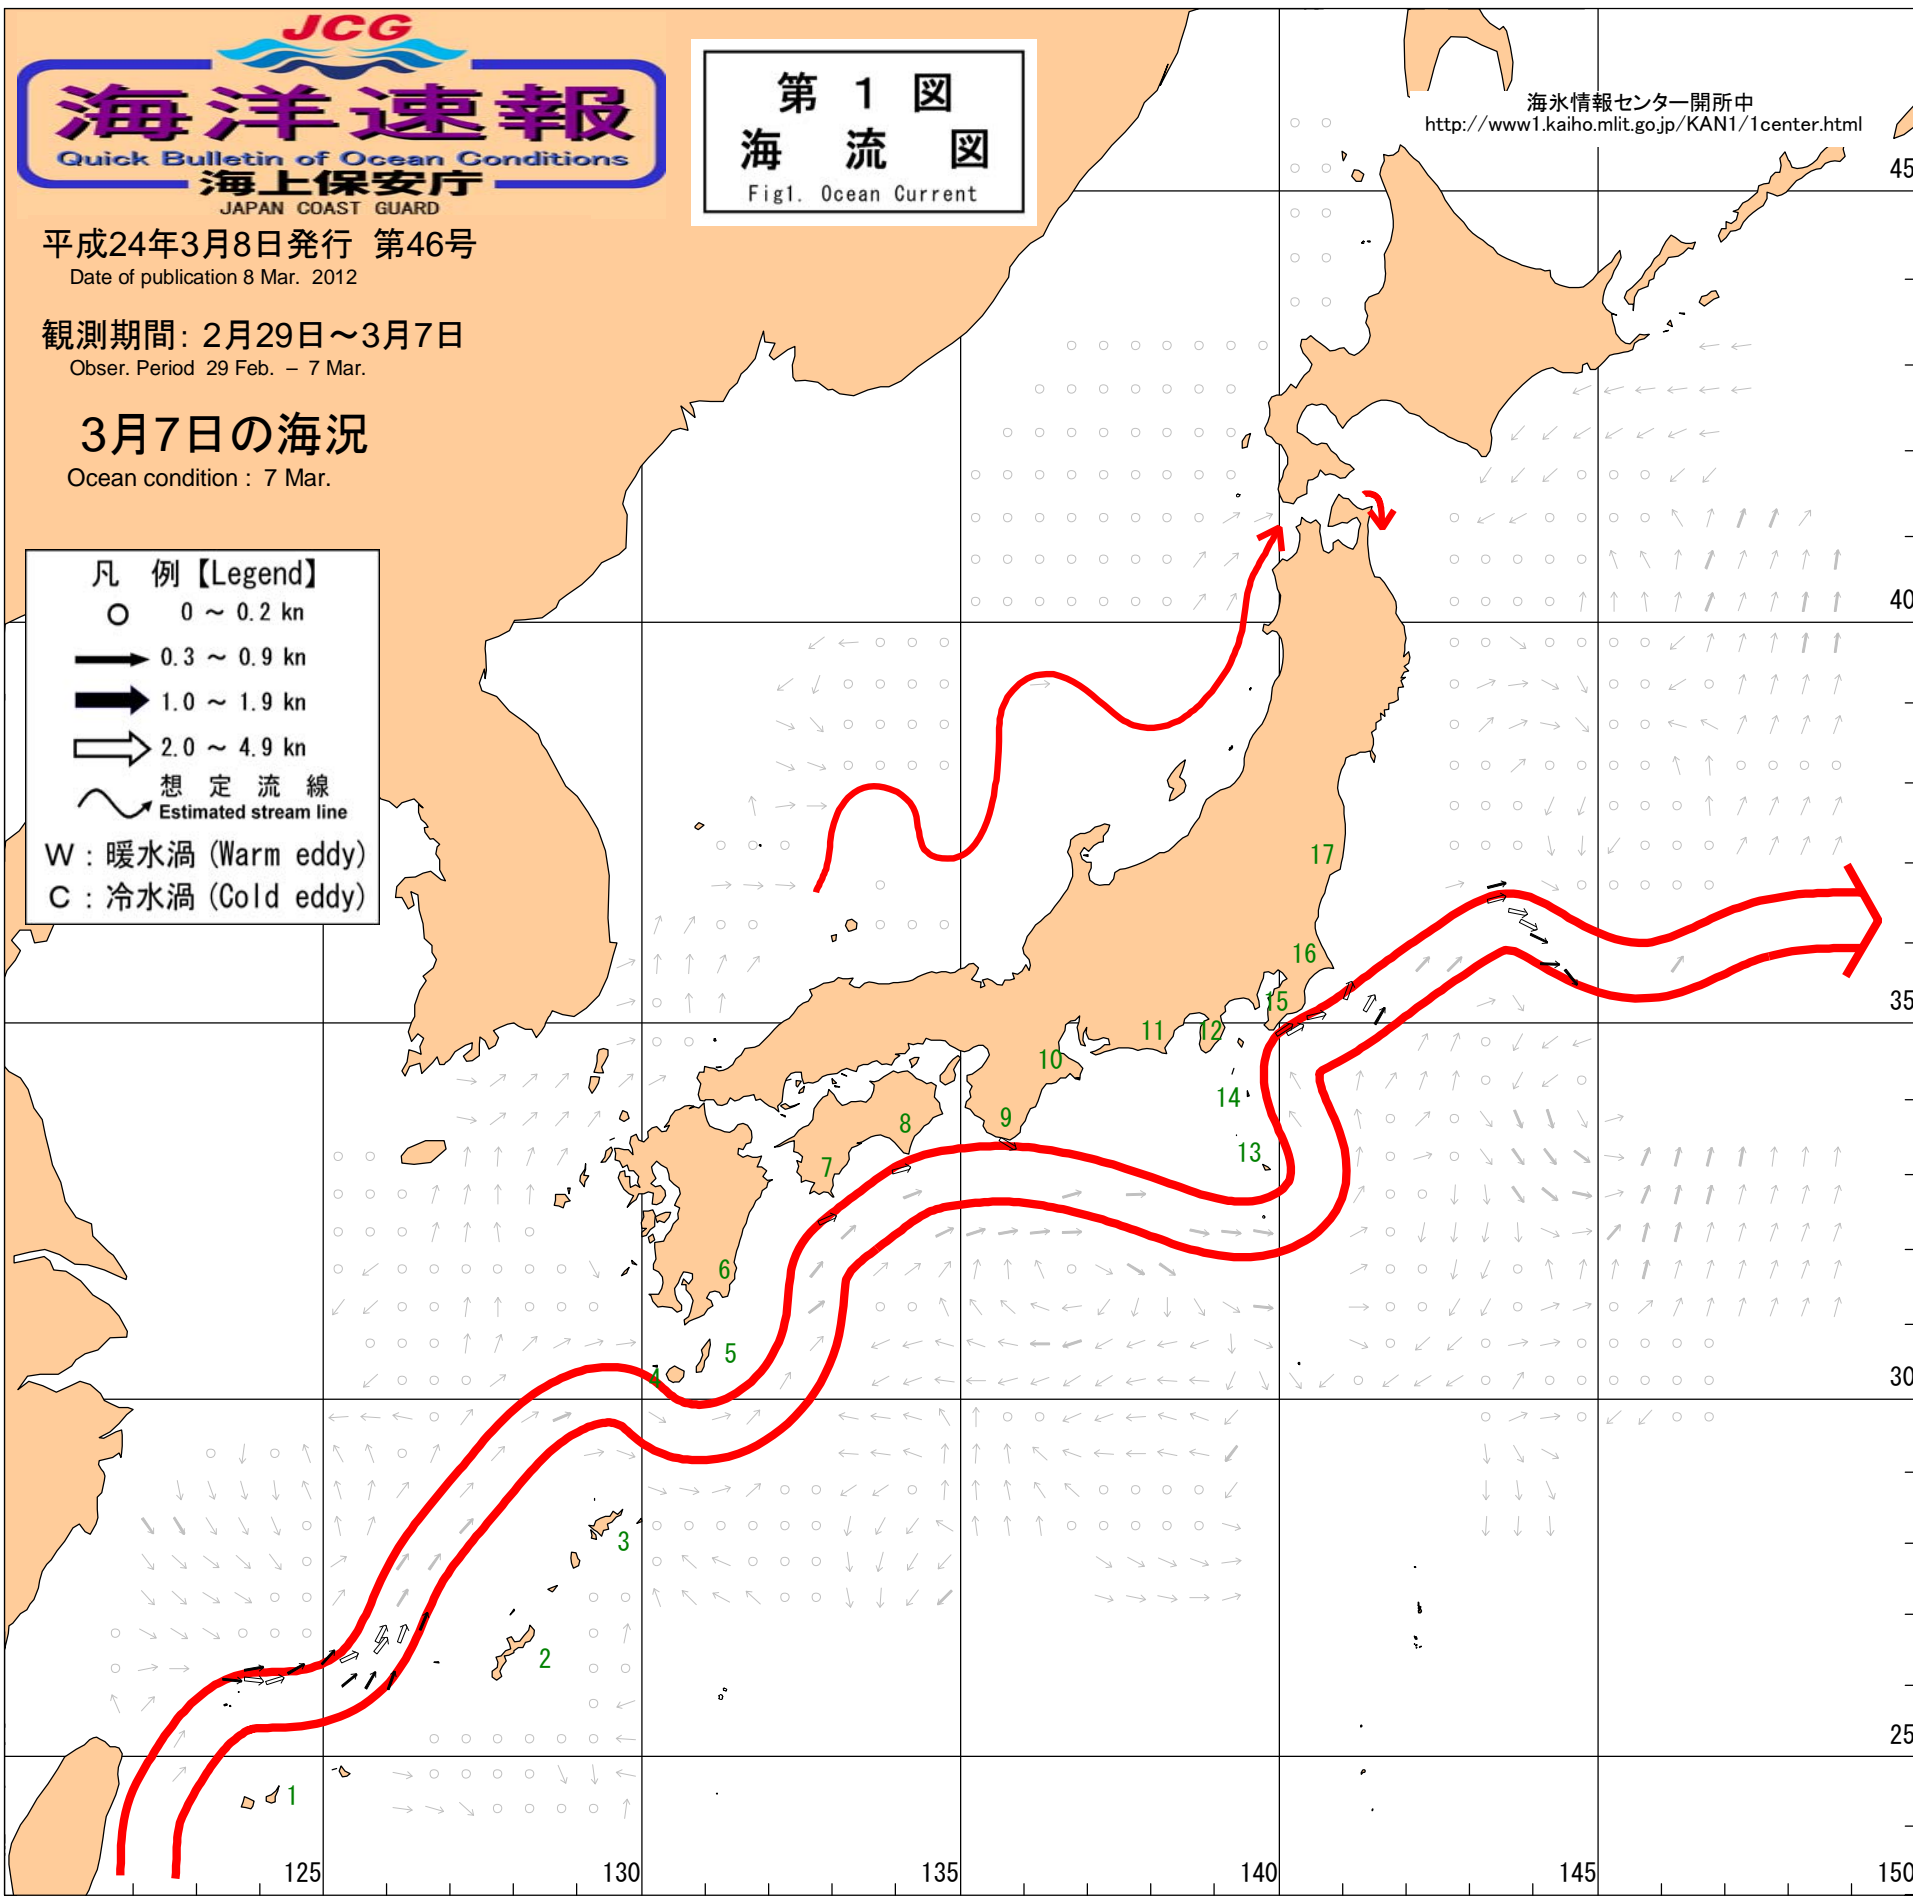 JCG
海洋速報
Quick Bulletin of Ocean Conditions
海上保安庁
JAPAN COAST GUARD
平成24年3月8日発行 第46号
Date of publication 8 Mar. 2012
観測期間: 2月29日～3月7日
Obser. Period 29 Feb. – 7 Mar.
3月7日の海況
Ocean condition : 7 Mar.
第 1 図
海 流 図
Fig1. Ocean Current
海氷情報センター開所中
http://www1.kaiho.mlit.go.jp/KAN1/1center.html
凡 例【Legend】
0 ～ 0.2 kn
0.3 ～ 0.9 kn
1.0 ～ 1.9 kn
2.0 ～ 4.9 kn
想 定 流 線
Estimated stream line
W : 暖水渦 (Warm eddy)
C : 冷水渦 (Cold eddy)
45
40
35
30
25
17
16
15
12
11
10
14
13
9
8
7
6
5
4
3
2
1
125
130
135
140
145
150